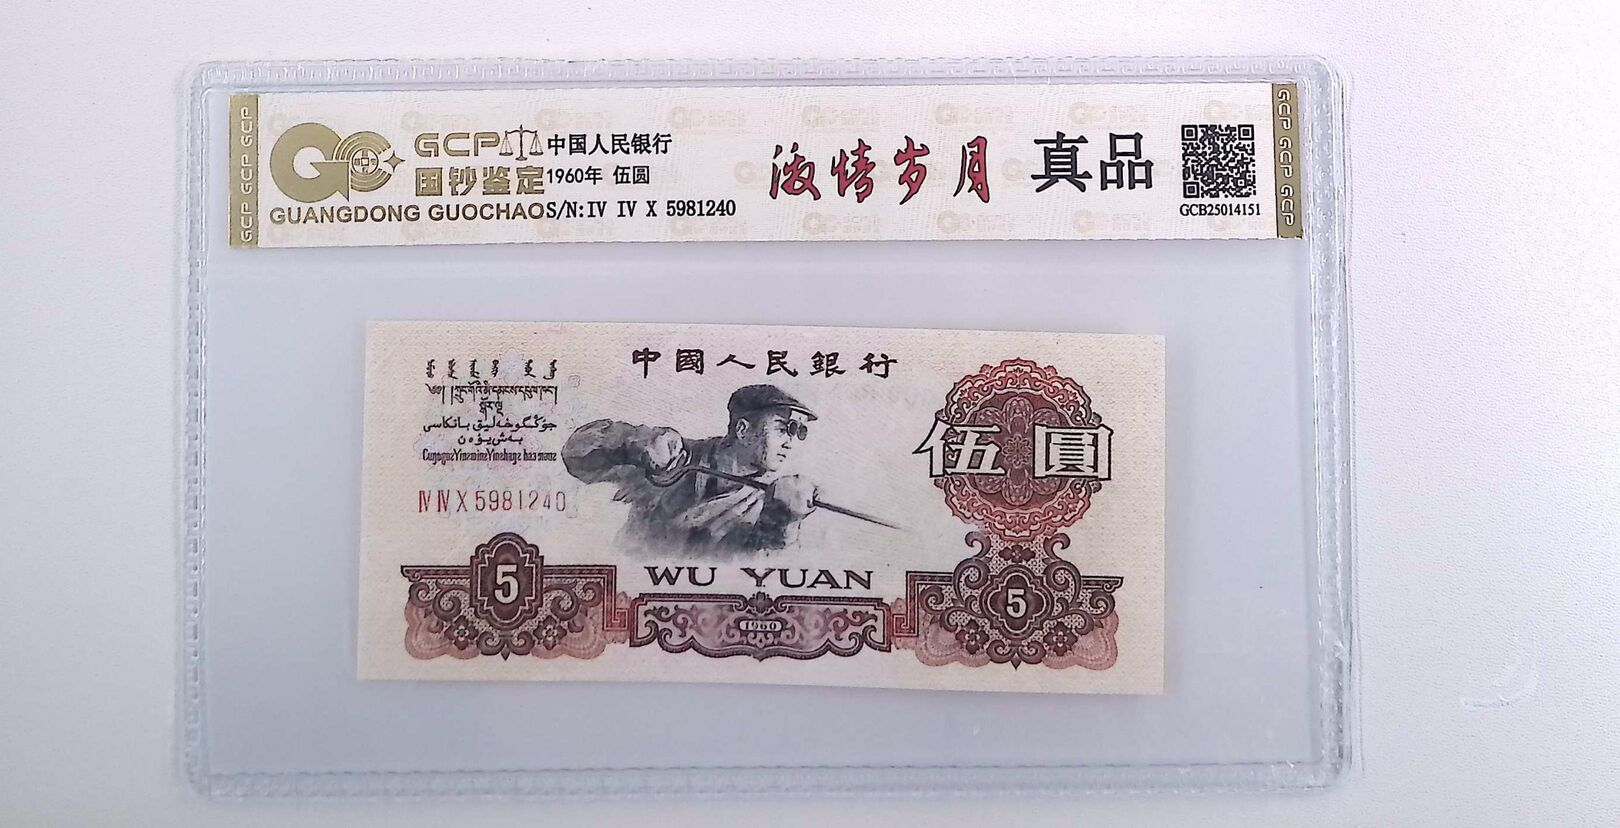 GCP
中国人民银行
国钞鉴定
1960年 伍圆
GUANGDONG GUOCHAO
S/N:IV IV X 5981240
激情岁月
真品
GCB25014151
GCP GCP GCP
GCP GCP GCP
中國人民銀行
伍圓
IV IV X 5981240
5
WU YUAN
5
1960